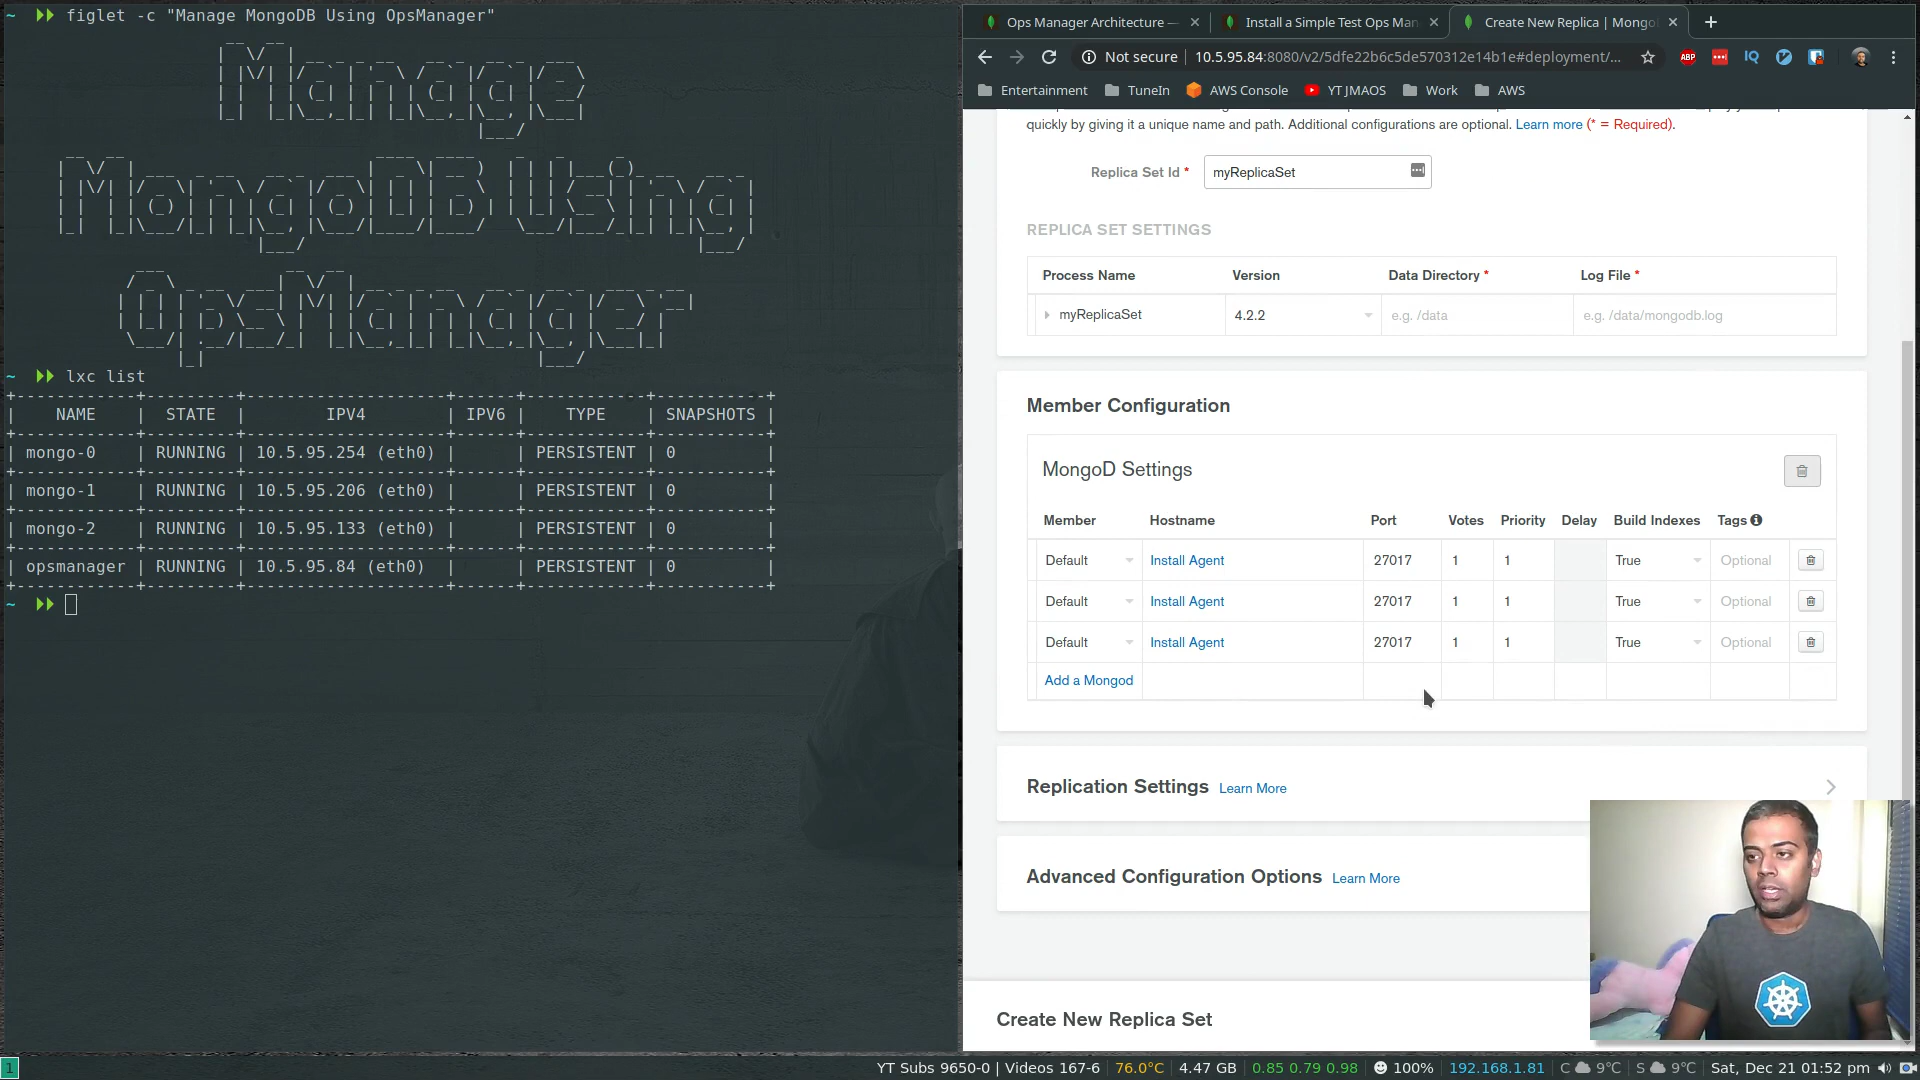 ~ figlet -c "Manage MongoDB Using OpsManager"
Manage
MongoDB Using
OpsManager
~ lxc list
| NAME | STATE | IPV4 | IPV6 | TYPE | SNAPSHOTS |
| mongo-0 | RUNNING | 10.5.95.254 (eth0) | | PERSISTENT | 0 |
| mongo-1 | RUNNING | 10.5.95.206 (eth0) | | PERSISTENT | 0 |
| mongo-2 | RUNNING | 10.5.95.133 (eth0) | | PERSISTENT | 0 |
| opsmanager | RUNNING | 10.5.95.84 (eth0) | | PERSISTENT | 0 |
~
Ops Manager Architecture —
Install a Simple Test Ops Man
Create New Replica | Mongo
Not secure | 10.5.95.84:8080/v2/5dfe22b6c5de570312e14b1e#deployment/...
ABP
Entertainment TuneIn AWS Console YT JMAOS Work AWS
quickly by giving it a unique name and path. Additional configurations are optional. Learn more (* = Required).
Replica Set Id * myReplicaSet
REPLICA SET SETTINGS
Process Name Version Data Directory * Log File *
myReplicaSet 4.2.2 e.g. /data e.g. /data/mongodb.log
Member Configuration
MongoD Settings
Member Hostname Port Votes Priority Delay Build Indexes Tags
Default Install Agent 27017 1 1 True Optional
Default Install Agent 27017 1 1 True Optional
Default Install Agent 27017 1 1 True Optional
Add a Mongod
Replication Settings Learn More
Advanced Configuration Options Learn More
Create New Replica Set
1
YT Subs 9650-0 | Videos 167-6 | 76.0°C | 4.47 GB | 0.85 0.79 0.98 | 100% | 192.168.1.81 | C 9°C | S 9°C | Sat, Dec 21 01:52 pm